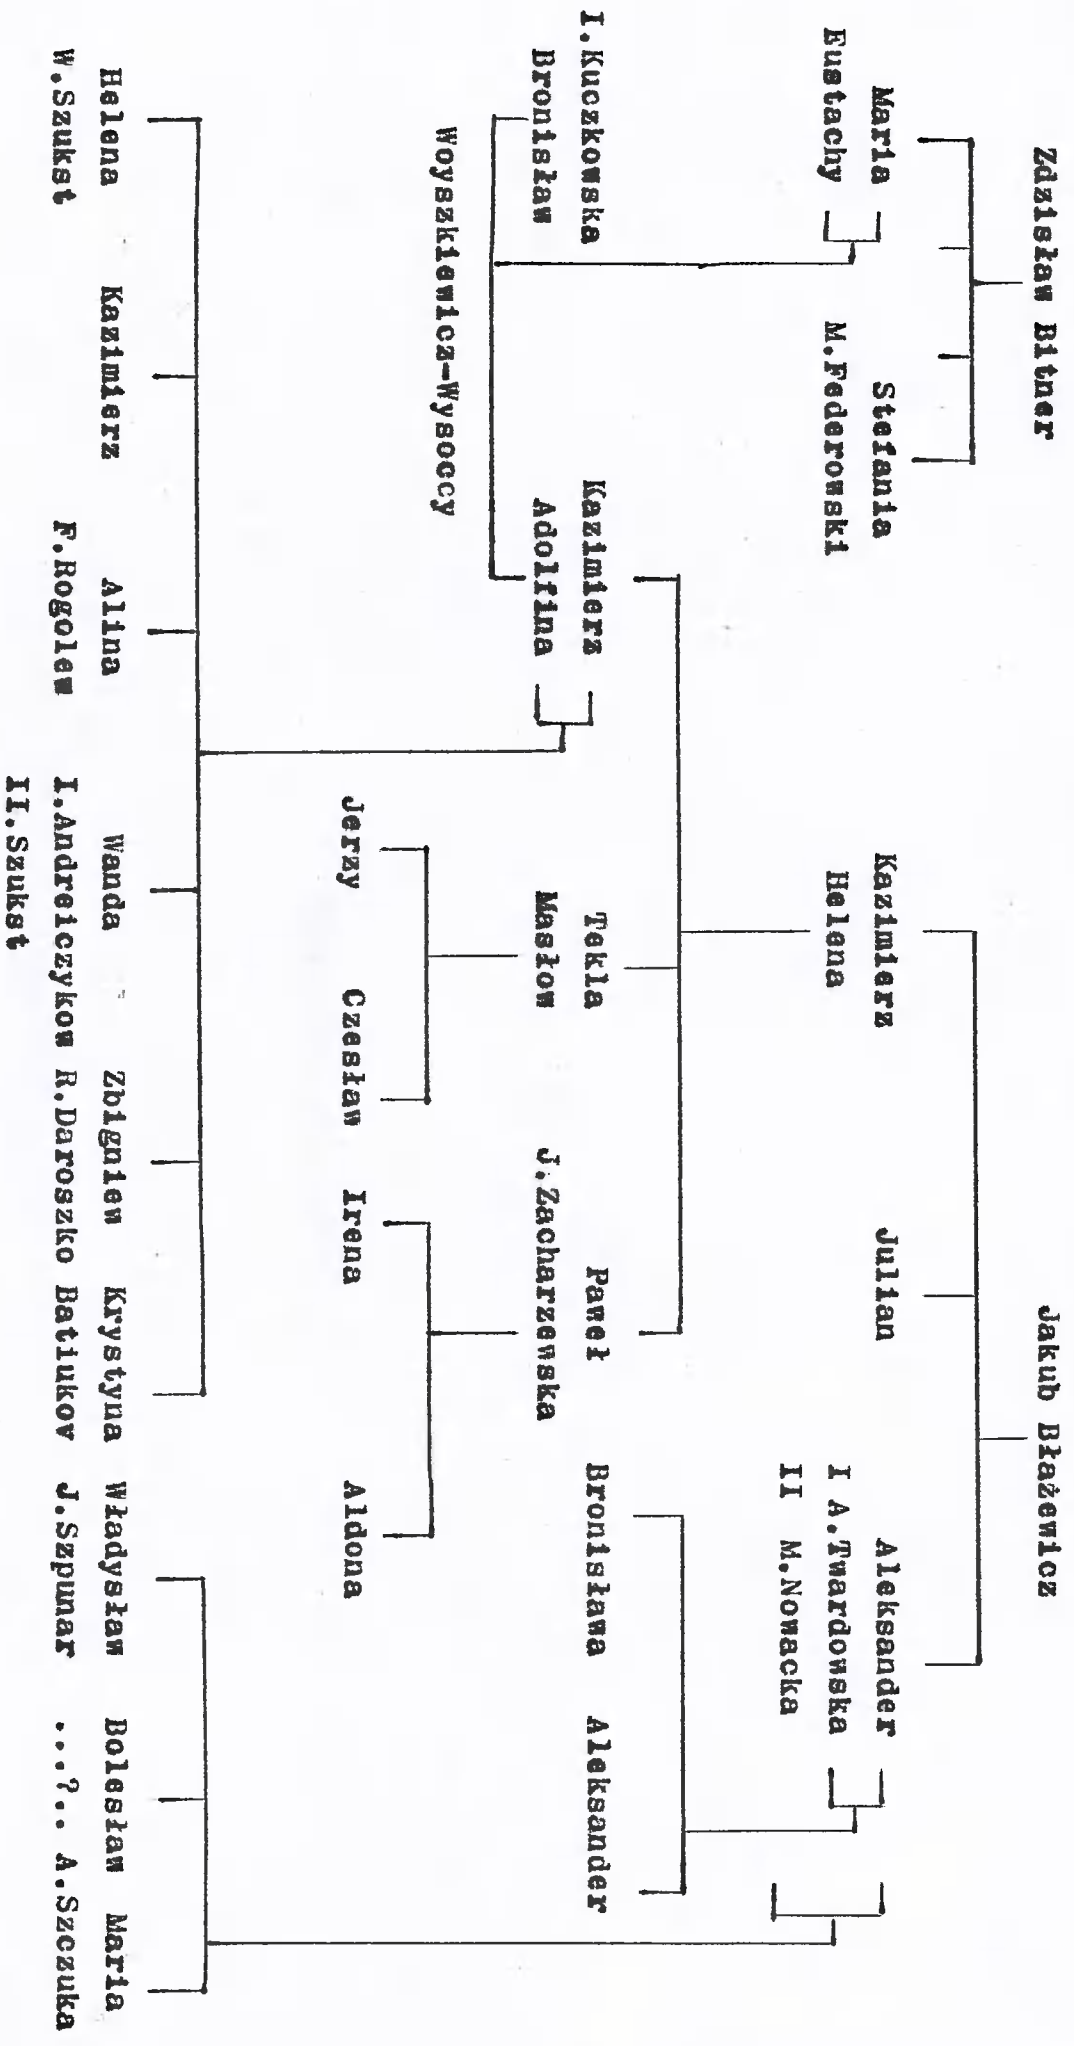 Zdzisław Bitner
Jakub Błażewicz
Maria
Eustachy
Stefania
M.Federowski
Kazimierz
Helena
Julian
Aleksander
I A.Twardowska
II M.Nowacka
I.Kuczkowska
Bronisław
Kazimierz
Adolfina
Tekla
Masłow
Paweł
J.Zacharzewska
Bronisława
Aleksander
Woyszkiewicz-Wysoccy
Jerzy
Czesław
Irena
Aldona
Helena
W.Szukst
Kazimierz
Alina
F.Rogolew
Wanda
I.Andreiczykow
II.Szukst
Zbigniew
R.Daroszko
Krystyna
Batiukov
Władysław
J.Szpunar
Bolesław
...?..
Maria
A.Szczuka